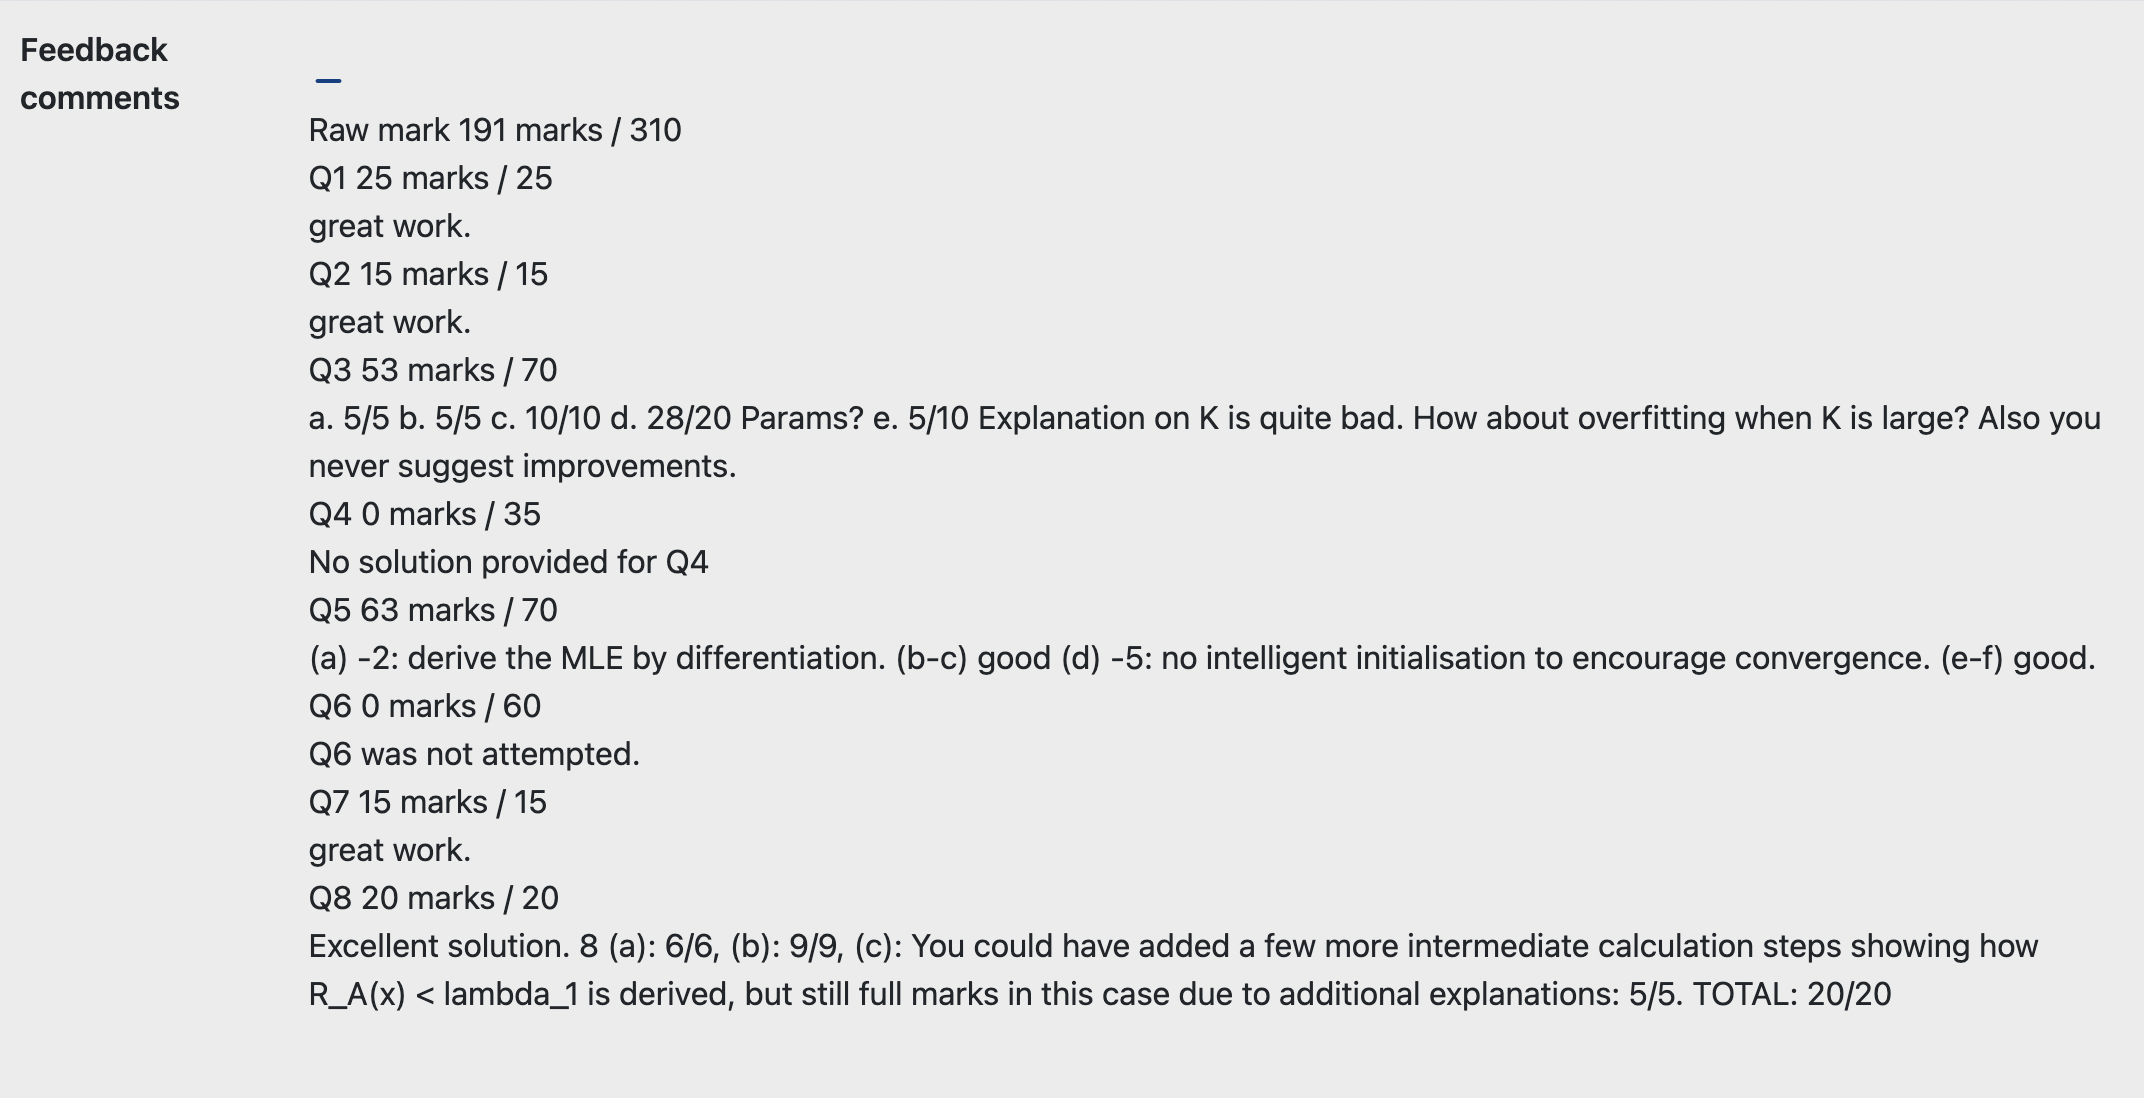 Feedback
comments
Raw mark 191 marks / 310
Q1 25 marks / 25
great work.
Q2 15 marks / 15
great work.
Q3 53 marks / 70
a. 5/5 b. 5/5 c. 10/10 d. 28/20 Params? e. 5/10 Explanation on K is quite bad. How about overfitting when K is large? Also you
never suggest improvements.
Q4 0 marks / 35
No solution provided for Q4
Q5 63 marks / 70
(a) -2: derive the MLE by differentiation. (b-c) good (d) -5: no intelligent initialisation to encourage convergence. (e-f) good.
Q6 0 marks / 60
Q6 was not attempted.
Q7 15 marks / 15
great work.
Q8 20 marks / 20
Excellent solution. 8 (a): 6/6, (b): 9/9, (c): You could have added a few more intermediate calculation steps showing how
R_A(x) < lambda_1 is derived, but still full marks in this case due to additional explanations: 5/5. TOTAL: 20/20